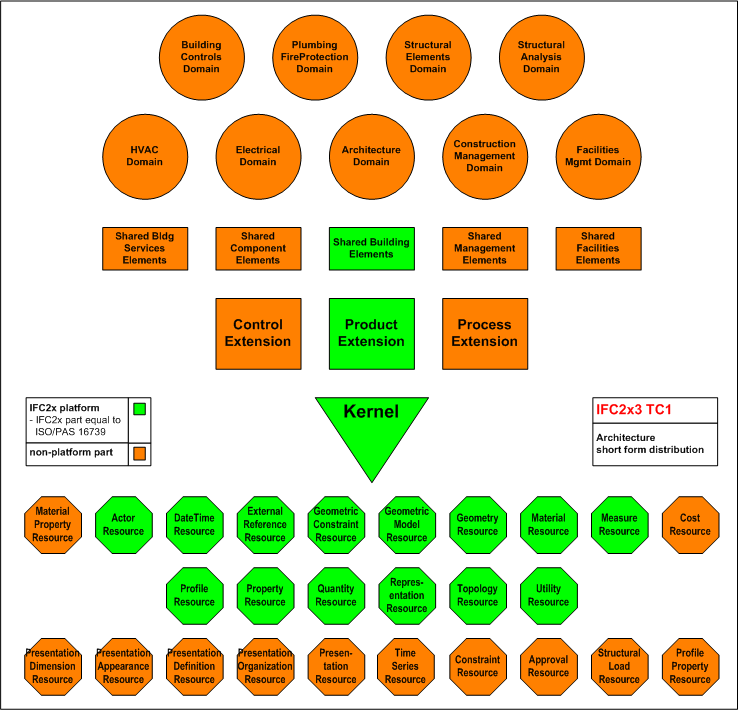 Building
Controls
Domain
Plumbing
FireProtection
Domain
Structural
Elements
Domain
Structural
Analysis
Domain
HVAC
Domain
Electrical
Domain
Architecture
Domain
Construction
Management
Domain
Facilities
Mgmt Domain
Shared Bldg
Services
Elements
Shared
Component
Elements
Shared Building
Elements
Shared
Management
Elements
Shared
Facilities
Elements
Control
Extension
Product
Extension
Process
Extension
IFC2x platform
- IFC2x part equal to
ISO/PAS 16739
non-platform part
Kernel
IFC2x3 TC1
Architecture
short form distribution
Material
Property
Resource
Actor
Resource
DateTime
Resource
External
Reference
Resource
Geometric
Constraint
Resource
Geometric
Model
Resource
Geometry
Resource
Material
Resource
Measure
Resource
Cost
Resource
Profile
Resource
Property
Resource
Quantity
Resource
Repres-
entation
Resource
Topology
Resource
Utility
Resource
Presentation
Dimension
Resource
Presentation
Appearance
Resource
Presentation
Definition
Resource
Presentation
Organization
Resource
Presen-
tation
Resource
Time
Series
Resource
Constraint
Resource
Approval
Resource
Structural
Load
Resource
Profile
Property
Resource